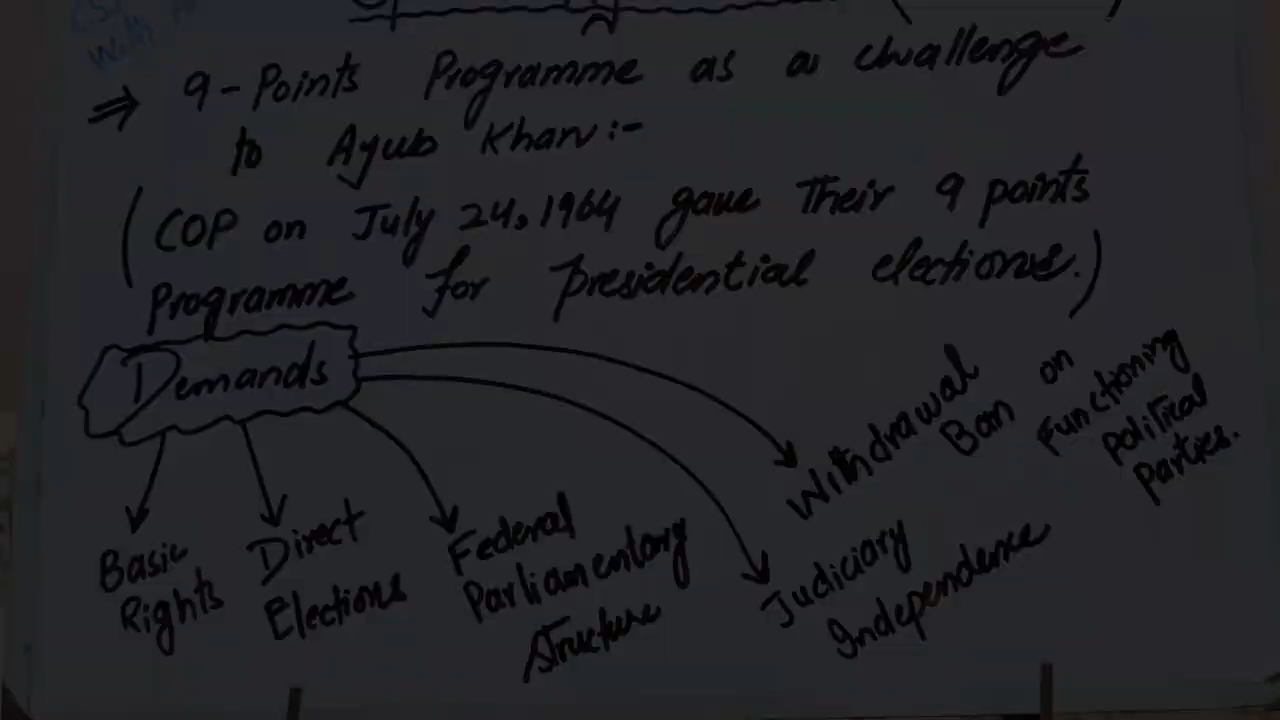 with
⇒ 9-Points Programme as a challenge
to Ayub Khan:-
(COP on July 24, 1964 gave Their 9 points
Programme for presidential elections.)
Demands
Basic
Rights
Direct
Elections
Federal
Parliamentary
Structure
Judiciary
Independence
Withdrawal
Ban on
Functioning
Political
Parties.